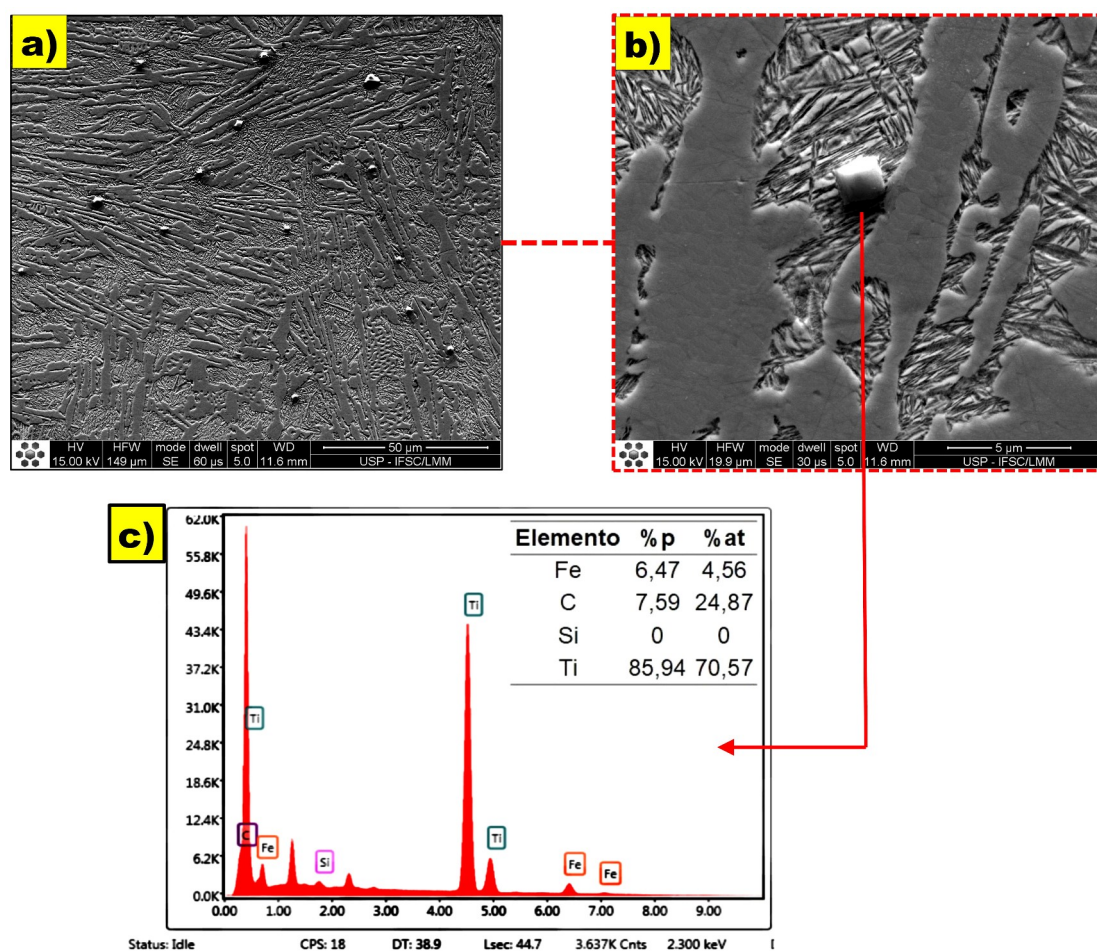 a)
HV HFW mode dwell spot WD 50 µm
15.00 kV 149 µm SE 60 µs 5.0 11.6 mm USP - IFSC/LMM
b)
HV HFW mode dwell spot WD 5 µm
15.00 kV 19.9 µm SE 30 µs 5.0 11.6 mm USP - IFSC/LMM
c)
62.0K
55.8K
49.6K
43.4K
37.2K
31.0K
24.8K
18.6K
12.4K
6.2K
0.0K
Elemento %p %at
Fe 6,47 4,56
C 7,59 24,87
Si 0 0
Ti 85,94 70,57
Ti
Ti
C
Fe
Si
Ti
Fe
Fe
0.00 1.00 2.00 3.00 4.00 5.00 6.00 7.00 8.00 9.00
Status: Idle CPS: 18 DT: 38.9 Lsec: 44.7 3.637K Cnts 2.300 keV